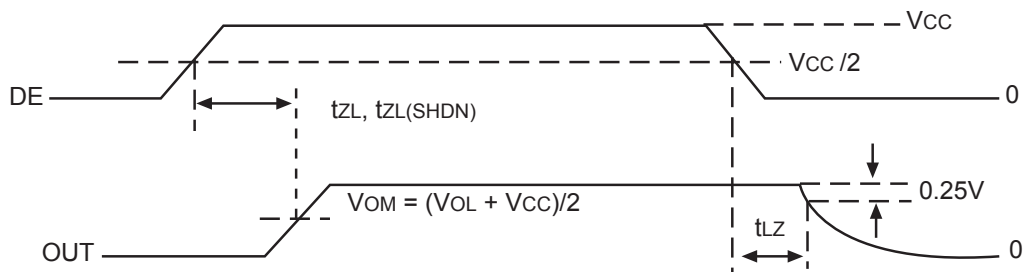 VCC
VCC /2
DE
0
tZL, tZL(SHDN)
0.25V
VOM = (VOL + VCC)/2
tLZ
OUT
0